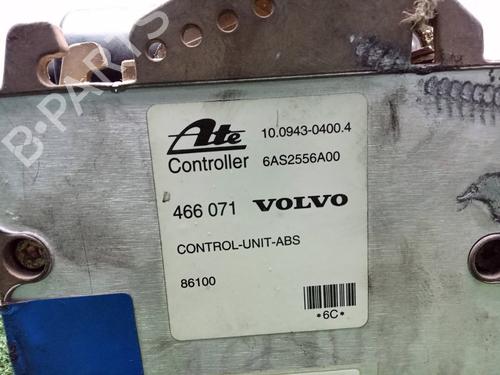 B-PARTS
Ate 10.0943-0400.4
Controller 6AS2556A00
466 071 VOLVO
CONTROL-UNIT-ABS
86100
*6C*